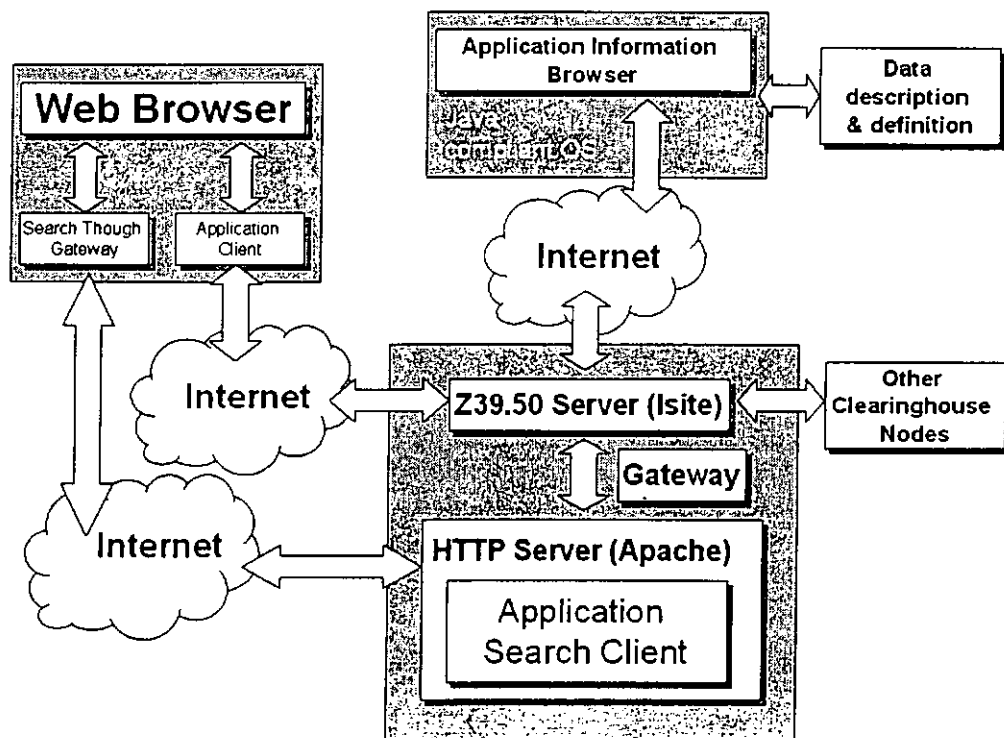 Application Information
Browser
Data
description
& definition
Web Browser
Java
Search Though
Gateway
Application
Client
Internet
Internet
Z39.50 Server (Isite)
Other
Clearinghouse
Nodes
Gateway
Internet
HTTP Server (Apache)
Application
Search Client